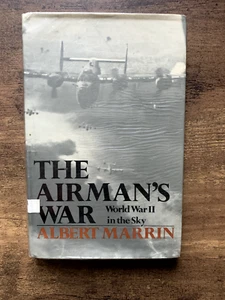 THE
AIRMAN'S
WAR World War II
in the Sky
ALBERT MARRIN